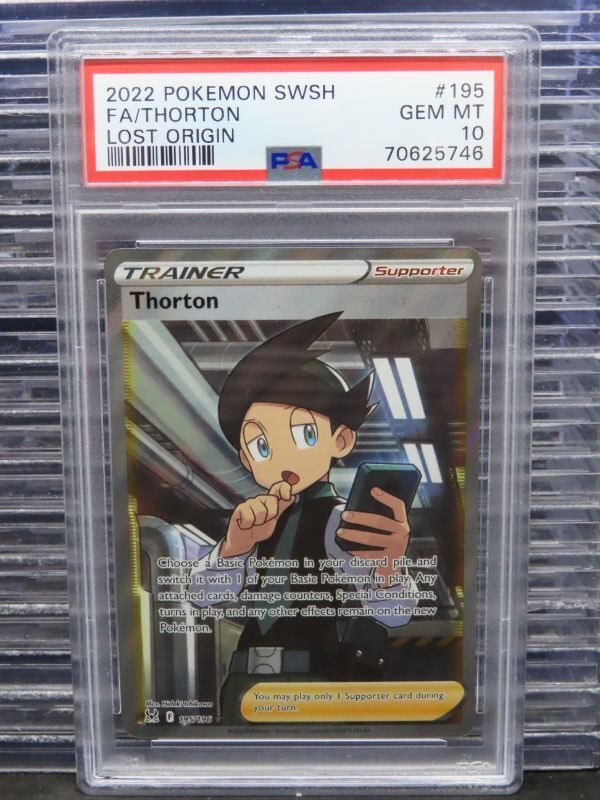 2022 POKEMON SWSH #195
FA/THORTON GEM MT
LOST ORIGIN 10
PSA 70625746
TRAINER Supporter
Thorton
Choose a Basic Pokémon in your discard pile and
switch it with 1 of your Basic Pokémon in play. Any
attached cards, damage counters, Special Conditions,
turns in play, and any other effects remain on the new
Pokémon.
Illus. Hideki Ishikawa
F 195/196
You may play only 1 Supporter card during
your turn.